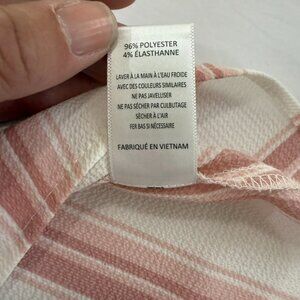 96% POLYESTER
4% ÉLASTHANNE
LAVER À LA MAIN À L'EAU FROIDE
AVEC DES COULEURS SIMILAIRES
NE PAS JAVELLISER
NE PAS SÉCHER PAR CULBUTAGE
SÉCHER À L'AIR
FER BAS SI NÉCESSAIRE
FABRIQUÉ EN VIETNAM